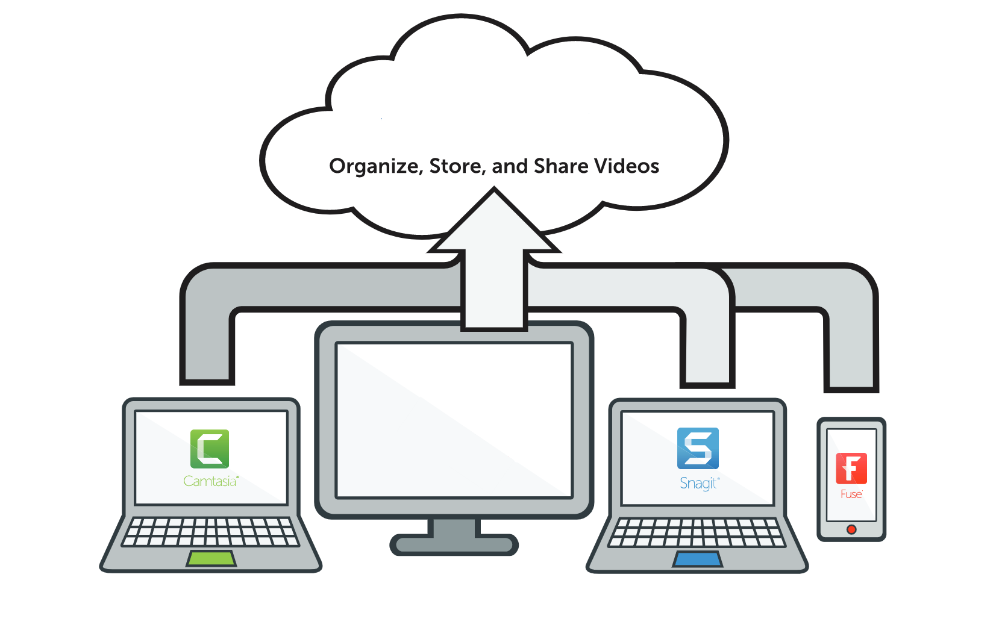 Organize, Store, and Share Videos
Camtasia®
Snagit®
Fuse